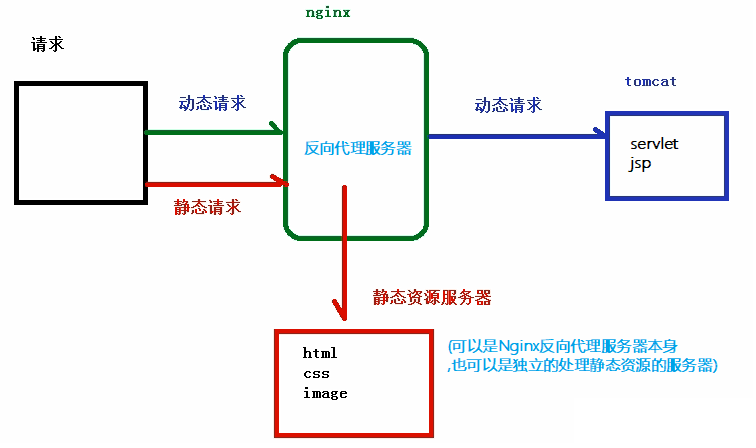 nginx
请求
tomcat
动态请求
动态请求
反向代理服务器
servlet
jsp
静态请求
静态资源服务器
html
css
image
(可以是Nginx反向代理服务器本身
,也可以是独立的处理静态资源的服务器)